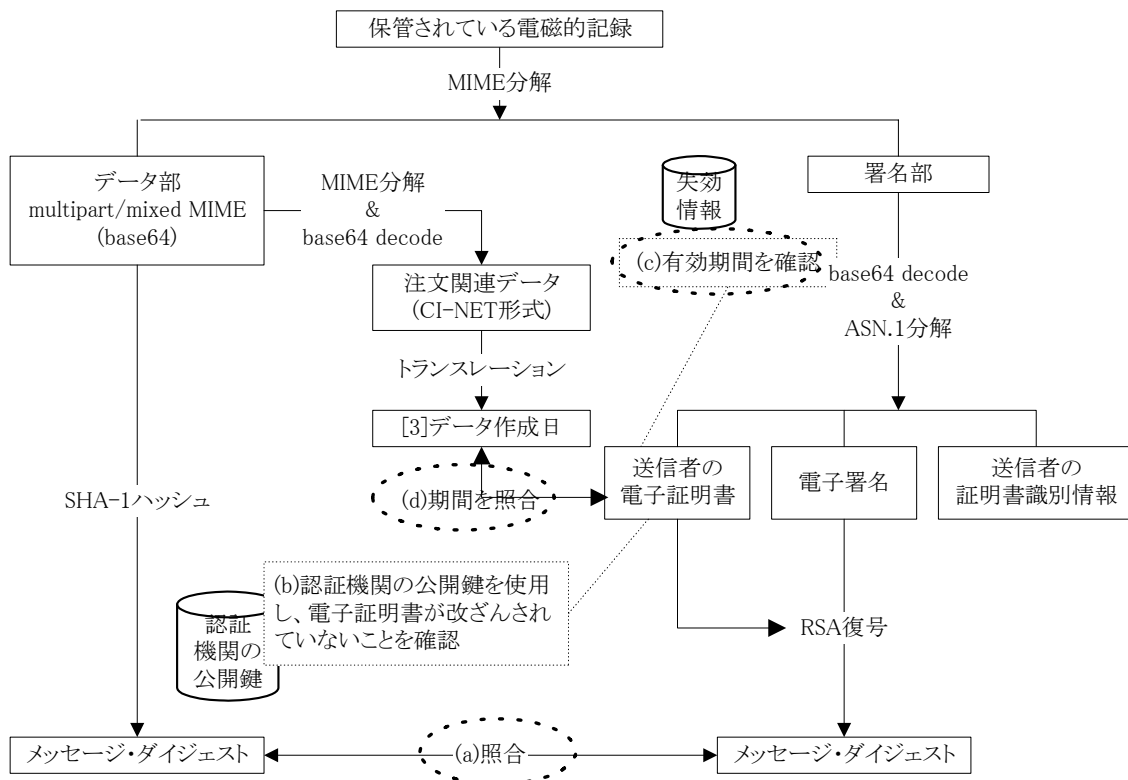 保管されている電磁的記録
MIME分解
データ部
multipart/mixed MIME
(base64)
MIME分解
&
base64 decode
失効
情報
署名部
(c)有効期間を確認
base64 decode
&
ASN.1分解
注文関連データ
(CI-NET形式)
トランスレーション
[3]データ作成日
送信者の
電子証明書
電子署名
送信者の
証明書識別情報
(d)期間を照合
SHA-1ハッシュ
(b)認証機関の公開鍵を使用
し、電子証明書が改ざんされ
ていないことを確認
認証
機関の
公開鍵
RSA復号
メッセージ・ダイジェスト
(a)照合
メッセージ・ダイジェスト